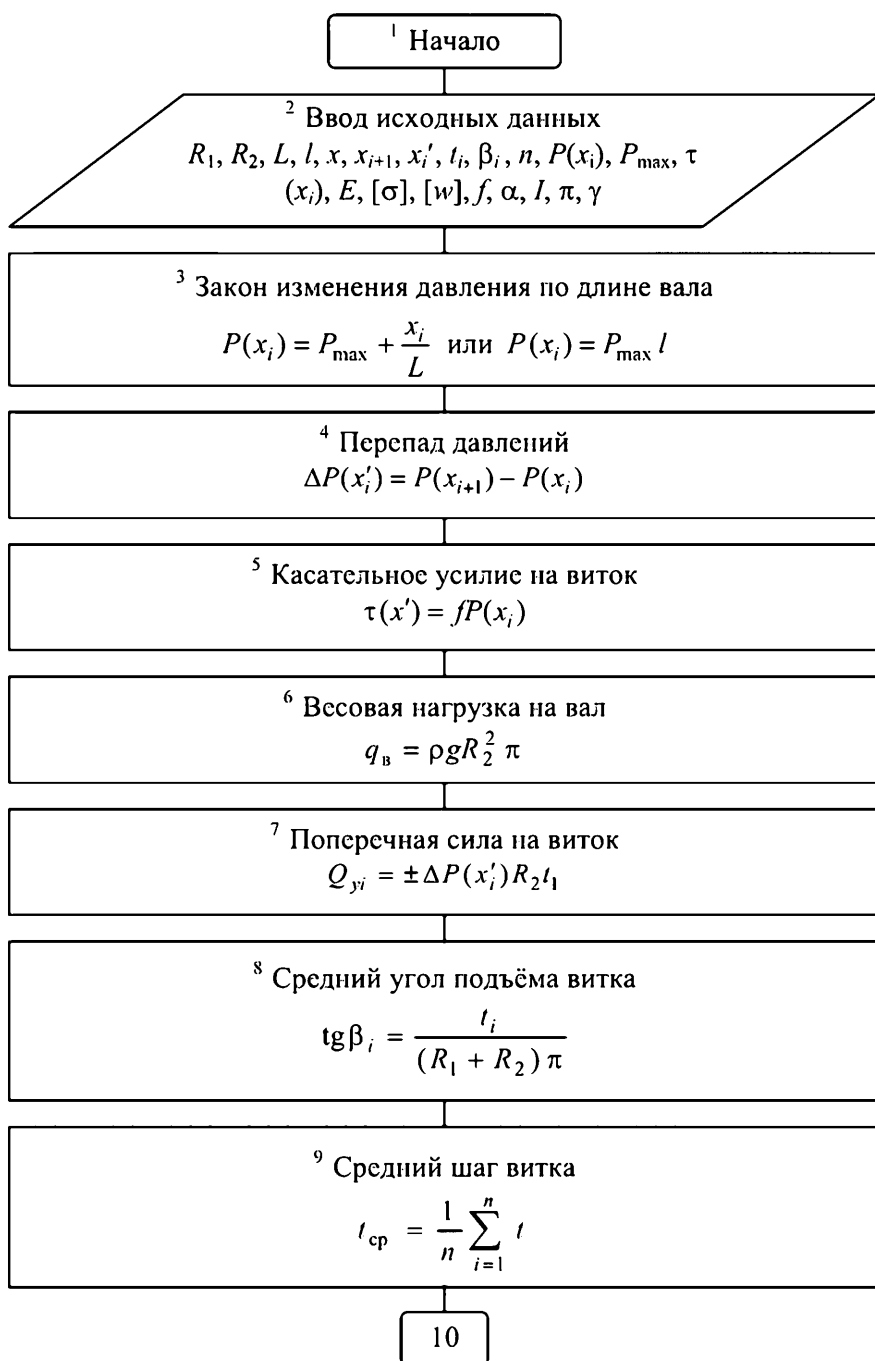 1 Начало
2 Ввод исходных данных
R₁, R₂, L, l, x, xᵢ₊₁, xᵢ′, tᵢ, βᵢ, n, P(xᵢ), Pmax, τ
(xᵢ), E, [σ], [w], f, α, I, π, γ
3 Закон изменения давления по длине вала
P(xᵢ) = Pmax + xᵢ/L или P(xᵢ) = Pmax l
4 Перепад давлений
ΔP(xᵢ′) = P(xᵢ₊₁) − P(xᵢ)
5 Касательное усилие на виток
τ(x′) = fP(xᵢ)
6 Весовая нагрузка на вал
qв = ρgR₂² π
7 Поперечная сила на виток
Qyi = ±ΔP(xᵢ′)R₂t₁
8 Средний угол подъёма витка
tgβᵢ = tᵢ/((R₁ + R₂) π)
9 Средний шаг витка
tср = 1/n ∑ⁿᵢ₌₁ t
10